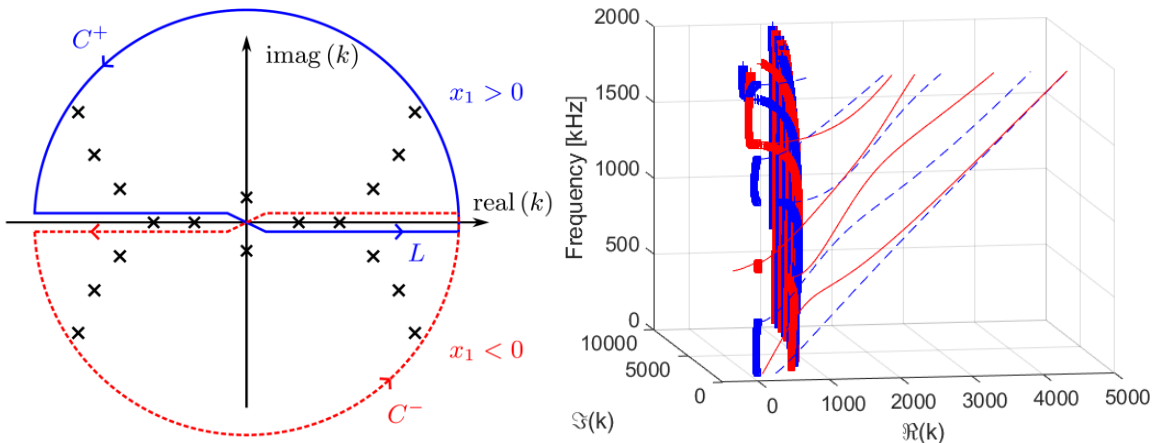 C⁺
imag (k)
x₁ > 0
real (k)
L
x₁ < 0
C⁻
2000
1500
1000
500
0
Frequency [kHz]
10000
5000
0
ℑ(k)
0
1000
2000
3000
4000
5000
ℜ(k)